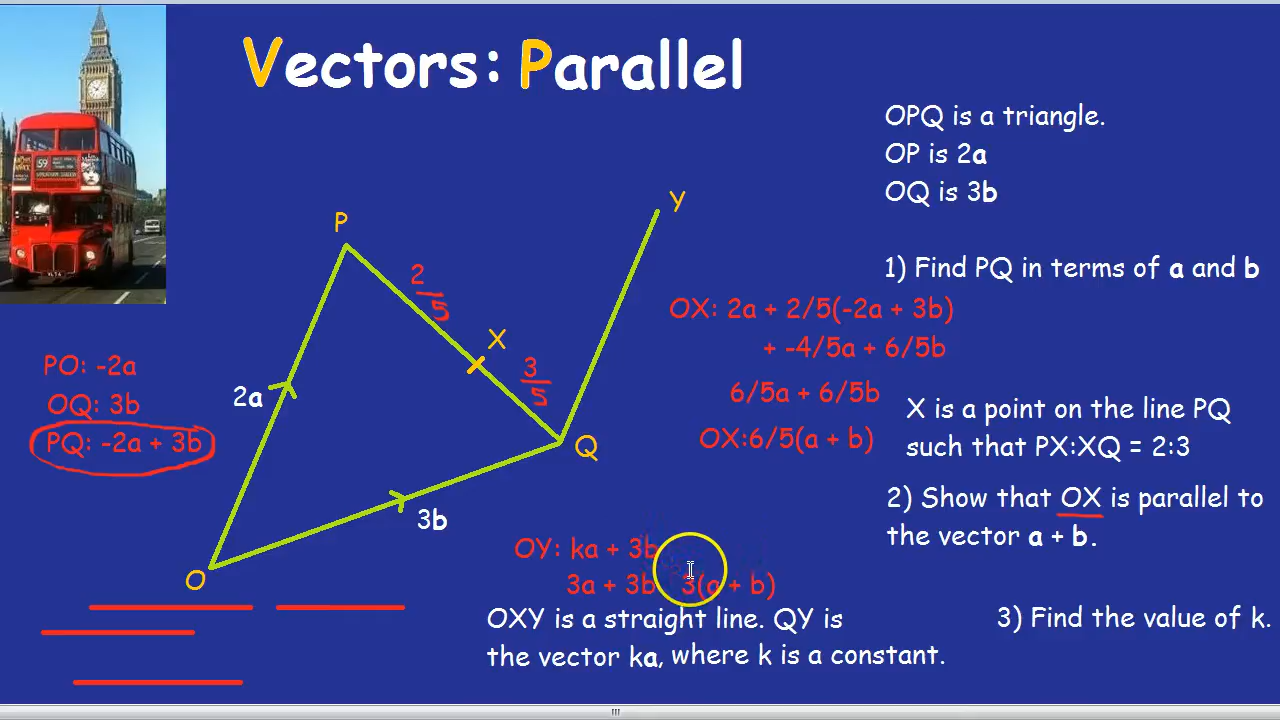 Vectors: Parallel
OPQ is a triangle.
OP is 2a
OQ is 3b
1) Find PQ in terms of a and b
OX: 2a + 2/5(-2a + 3b)
+ -4/5a + 6/5b
6/5a + 6/5b
OX:6/5(a + b)
X is a point on the line PQ
such that PX:XQ = 2:3
2) Show that OX is parallel to
the vector a + b.
P
Y
2/5
X
3/5
Q
2a
3b
O
PO: -2a
OQ: 3b
PQ: -2a + 3b
OY: ka + 3b
3a + 3b 3(a + b)
OXY is a straight line. QY is
the vector ka, where k is a constant.
3) Find the value of k.
59